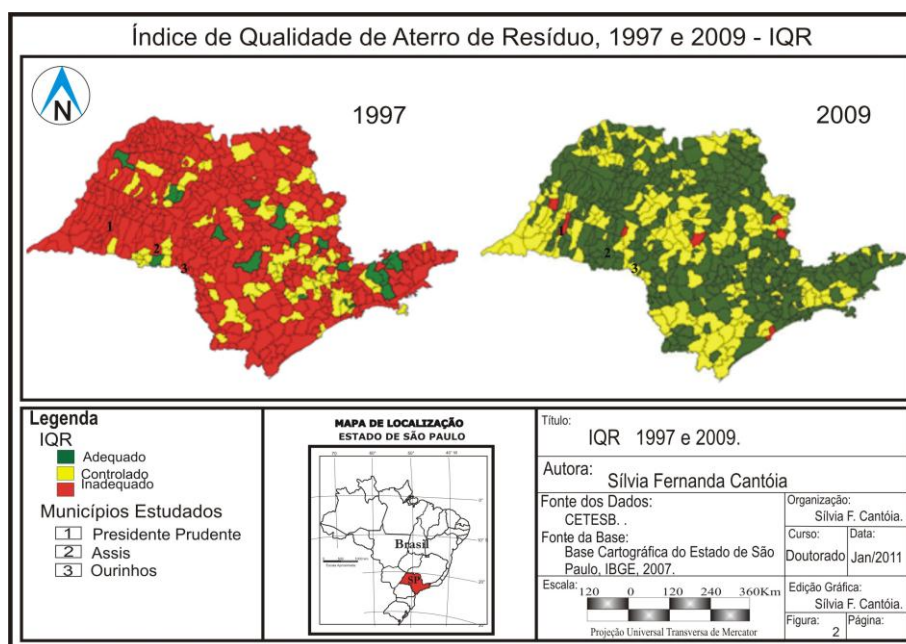 Índice de Qualidade de Aterro de Resíduo, 1997 e 2009 - IQR
N
1997
2009
1
2
3
1
2
3
Legenda
IQR
Adequado
Controlado
Inadequado
Municípios Estudados
1 Presidente Prudente
2 Assis
3 Ourinhos
MAPA DE LOCALIZAÇÃO
ESTADO DE SÃO PAULO
Brasil
SP
Título:
IQR 1997 e 2009.
Autora:
Sílvia Fernanda Cantóia
Fonte dos Dados:
CETESB. .
Fonte da Base:
Base Cartográfica do Estado de São
Paulo, IBGE, 2007.
Organização:
Sílvia F. Cantóia.
Curso:
Doutorado
Data:
Jan/2011
Escala:
120 0 120 240 360Km
Projeção Universal Transversa de Mercator
Edição Gráfica:
Sílvia F. Cantóia.
Figura:
2
Página: